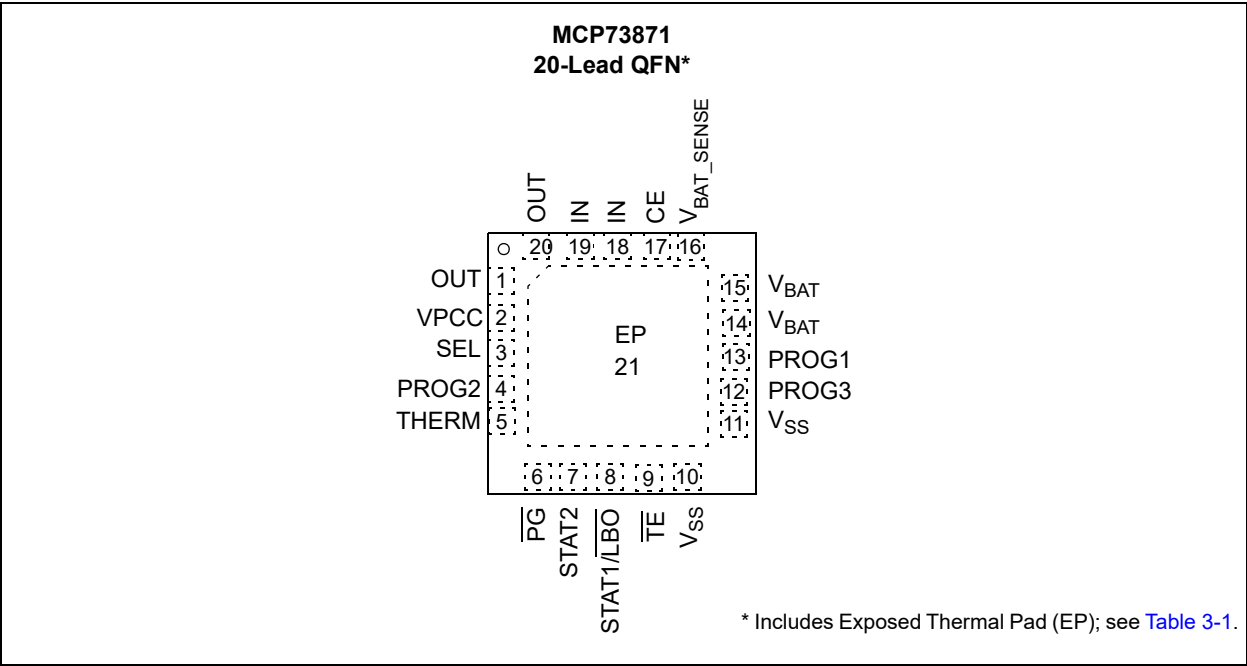 MCP73871
20-Lead QFN*
OUT
IN
IN
CE
VBAT_SENSE
20
19
18
17
16
OUT 1
VPCC 2
SEL 3
PROG2 4
THERM 5
EP
21
15 VBAT
14 VBAT
13 PROG1
12 PROG3
11 VSS
6
7
8
9
10
PG
STAT2
STAT1/LBO
TE
VSS
* Includes Exposed Thermal Pad (EP); see Table 3-1.